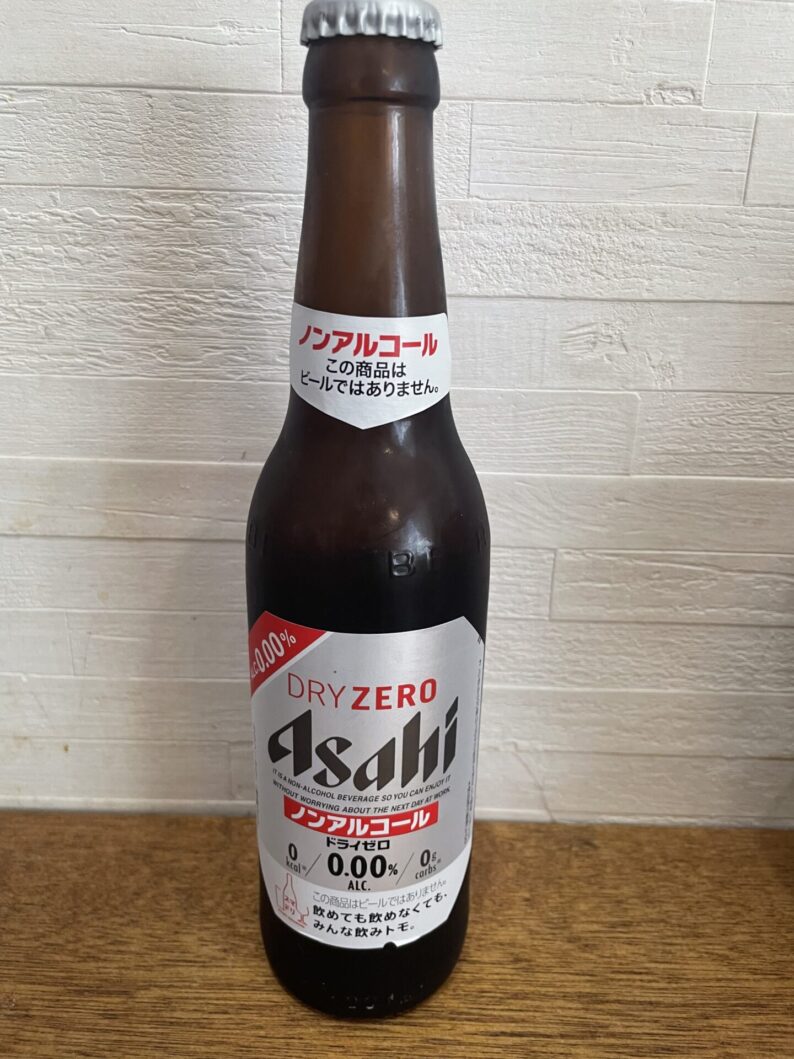 ノンアルコール
この商品は
ビールではありません。
ALC.0.00%
DRY ZERO
Asahi
IT IS A NON-ALCOHOL BEVERAGE SO YOU CAN ENJOY IT
WITHOUT WORRYING ABOUT THE NEXT DAY AT WORK.
ノンアルコール
ドライゼロ
0 kcal※ / 0.00% ALC. / 0g carbs※
スマドリ
この商品はビールではありません。
飲めても飲めなくても、
みんな飲みトモ。